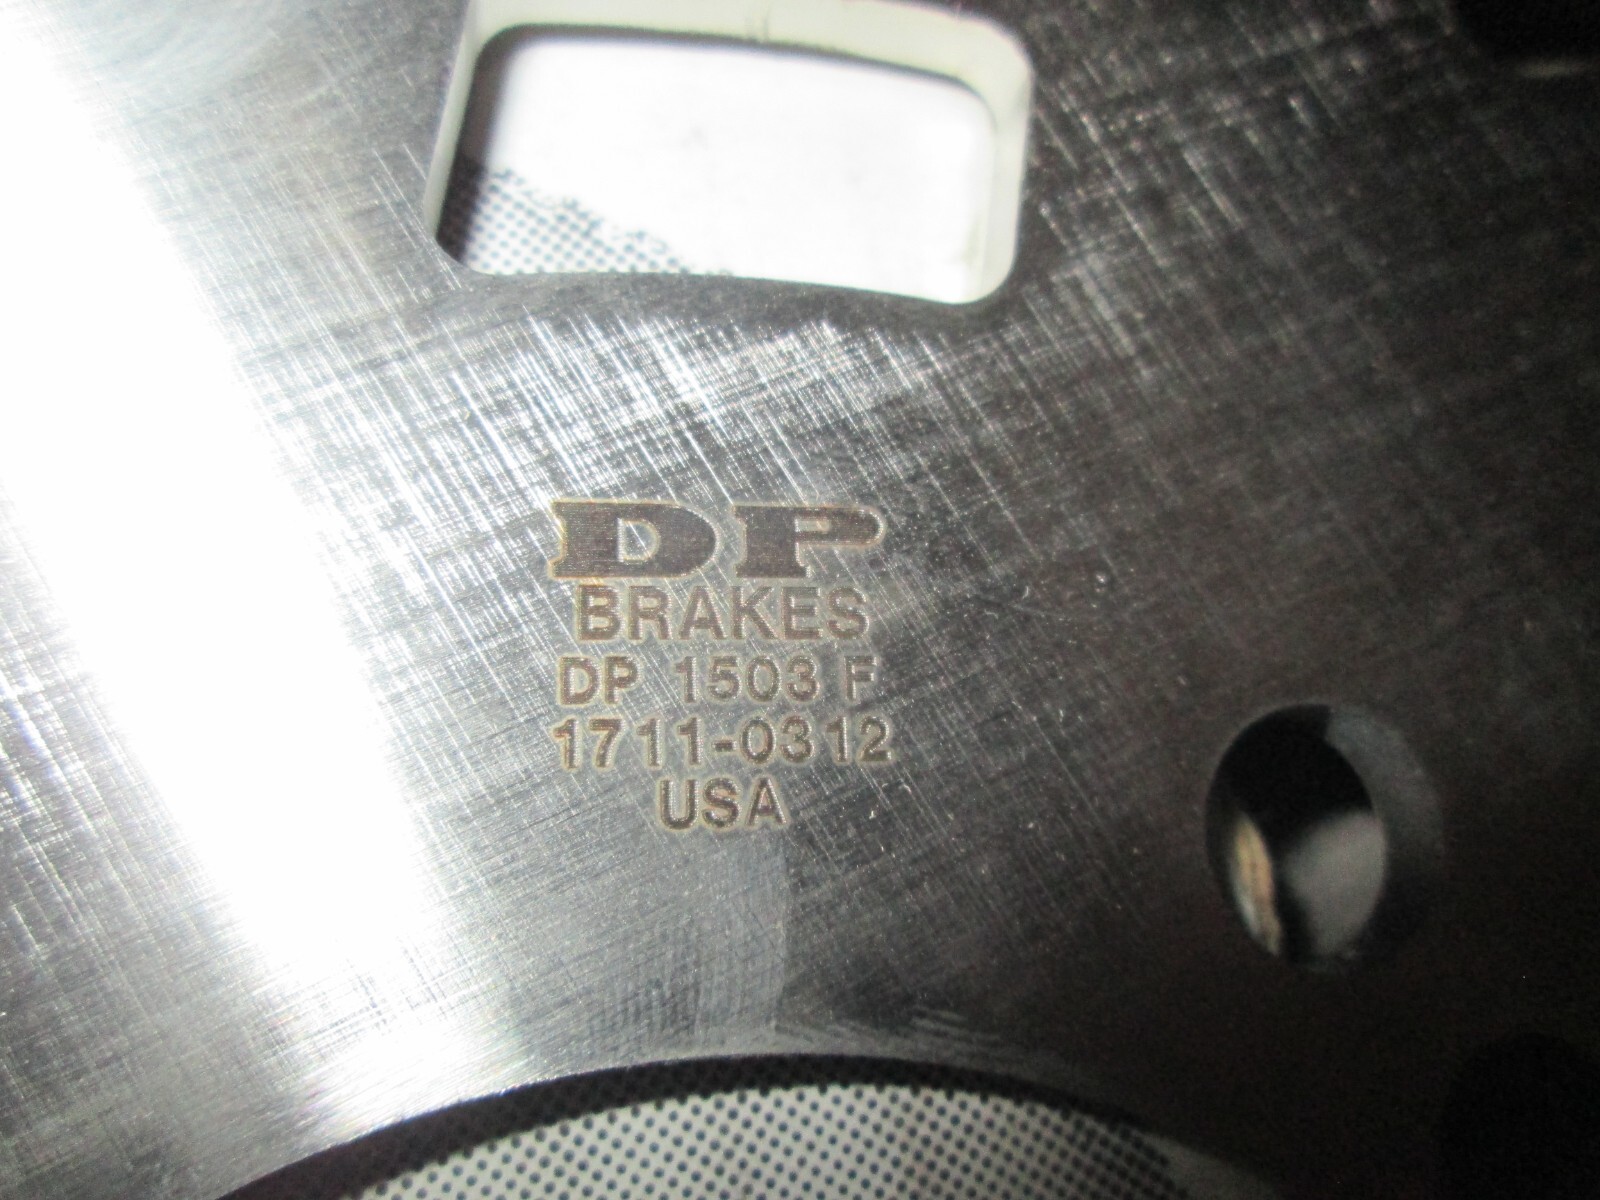 DP
BRAKES
DP 1503 F
1711-0312
USA